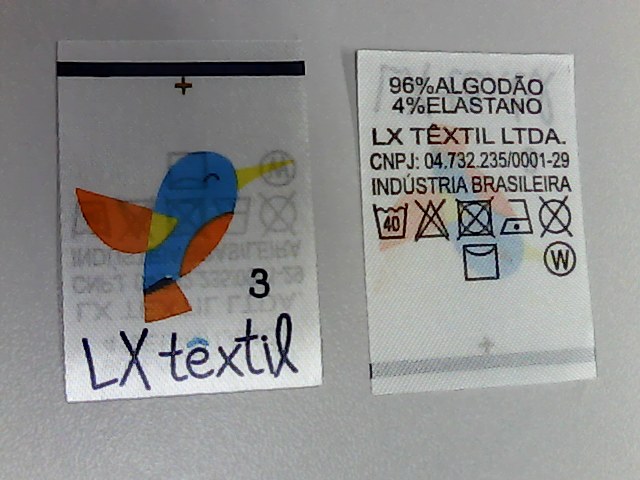 3
LX têxtil
96%ALGODÃO
4%ELASTANO
LX TÊXTIL LTDA.
CNPJ: 04.732.235/0001-29
INDÚSTRIA BRASILEIRA
40
W